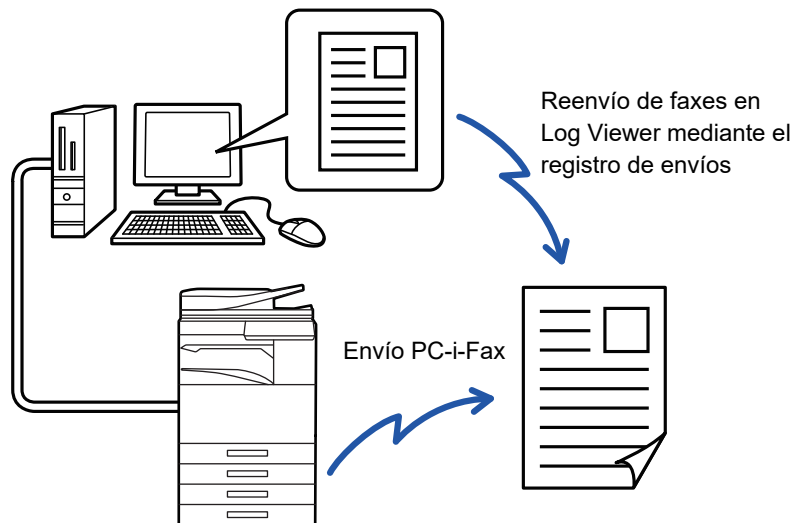 Reenvío de faxes en
Log Viewer mediante el
registro de envíos
Envío PC-i-Fax